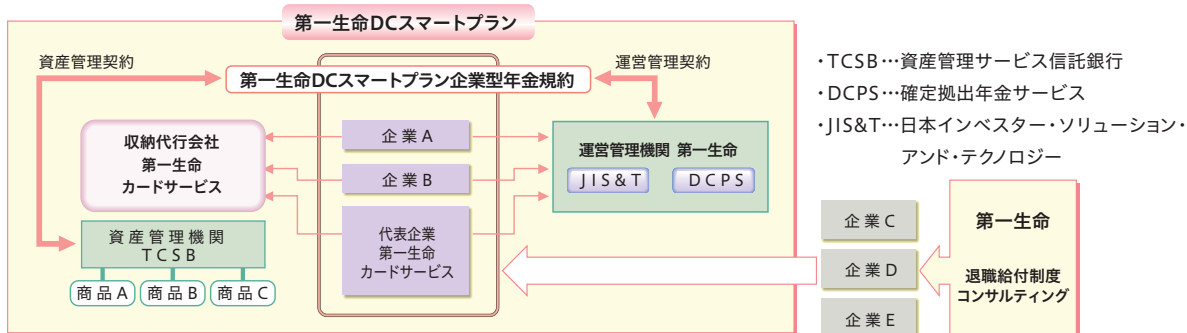 第一生命DCスマートプラン
資産管理契約
運営管理契約
第一生命DCスマートプラン企業型年金規約
収納代行会社
第一生命
カードサービス
企業A
企業B
代表企業
第一生命
カードサービス
運営管理機関 第一生命
JIS&T
DCPS
資産管理機関
TCSB
商品A
商品B
商品C
・TCSB…資産管理サービス信託銀行
・DCPS…確定拠出年金サービス
・JIS&T…日本インベスター・ソリューション・
アンド・テクノロジー
企業C
企業D
企業E
第一生命
退職給付制度
コンサルティング